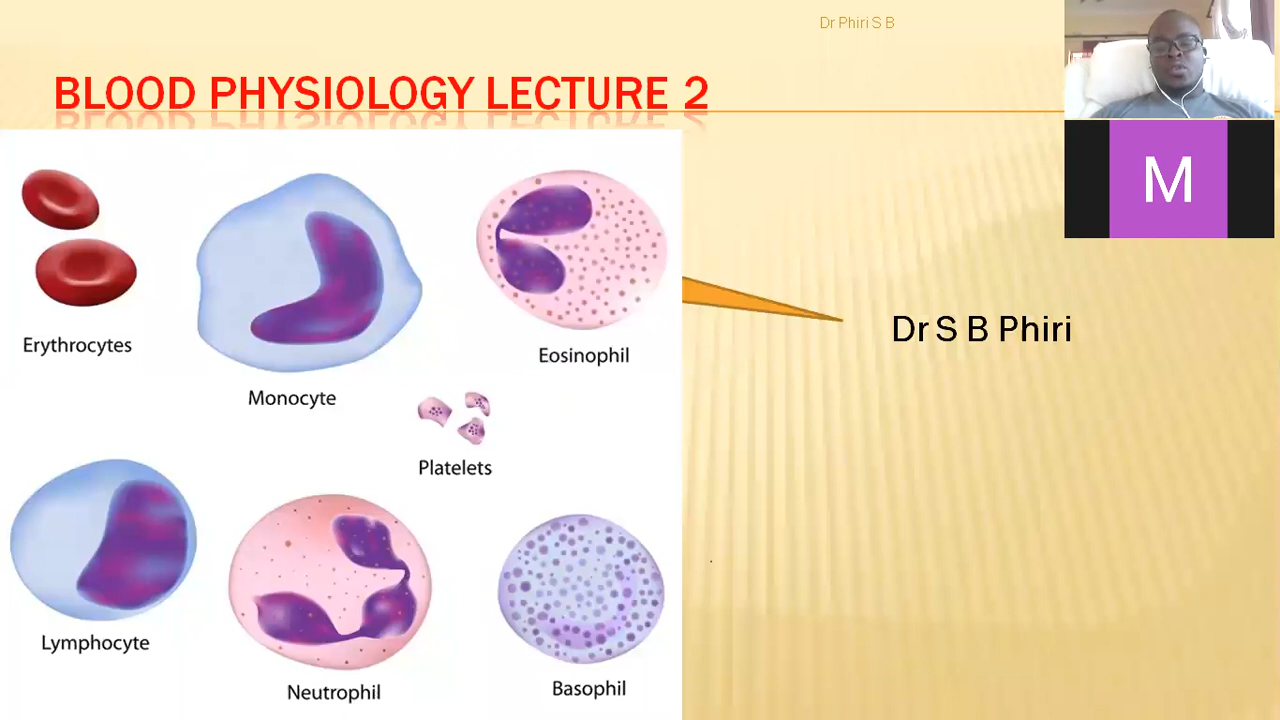 Dr Phiri S B
BLOOD PHYSIOLOGY LECTURE 2
M
Dr S B Phiri
Erythrocytes
Monocyte
Eosinophil
Platelets
Lymphocyte
Neutrophil
Basophil